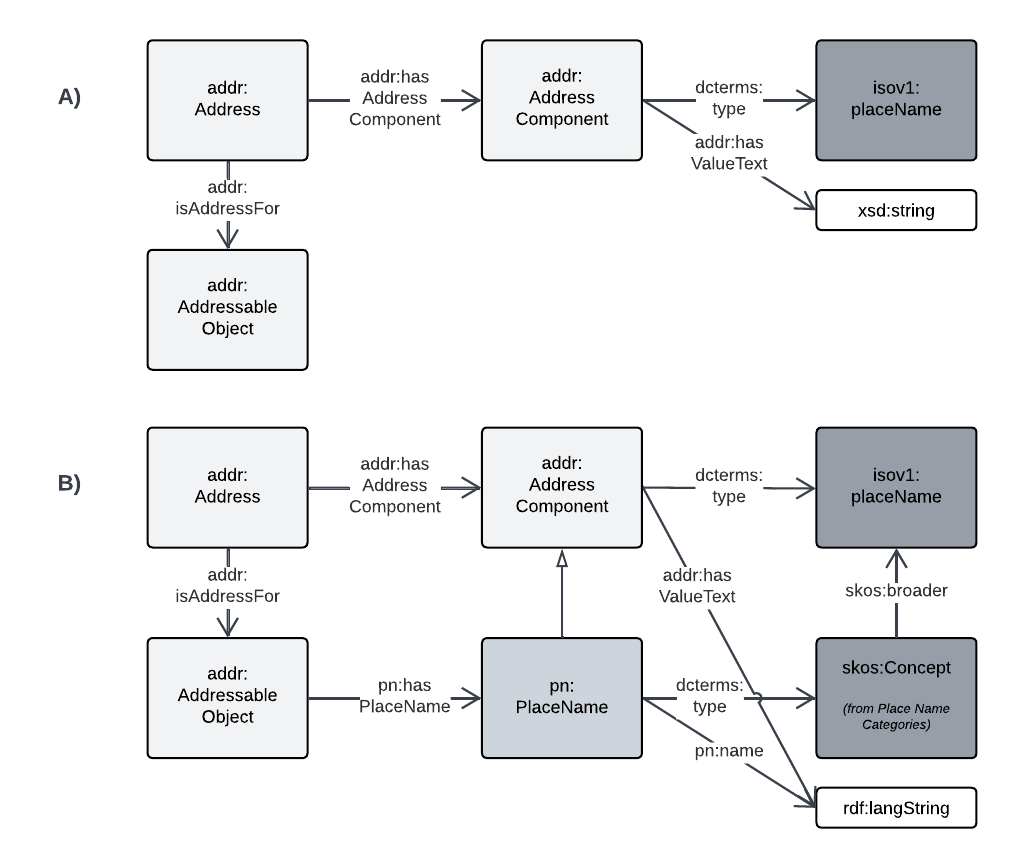 A)
addr:
Address
addr:has
Address
Component
addr:
Address
Component
dcterms:
type
isov1:
placeName
addr:has
ValueText
xsd:string
addr:
isAddressFor
addr:
Addressable
Object
B)
addr:
Address
addr:has
Address
Component
addr:
Address
Component
dcterms:
type
isov1:
placeName
addr:
isAddressFor
addr:has
ValueText
skos:broader
addr:
Addressable
Object
pn:has
PlaceName
pn:
PlaceName
dcterms:
type
skos:Concept
(from Place Name
Categories)
pn:name
rdf:langString